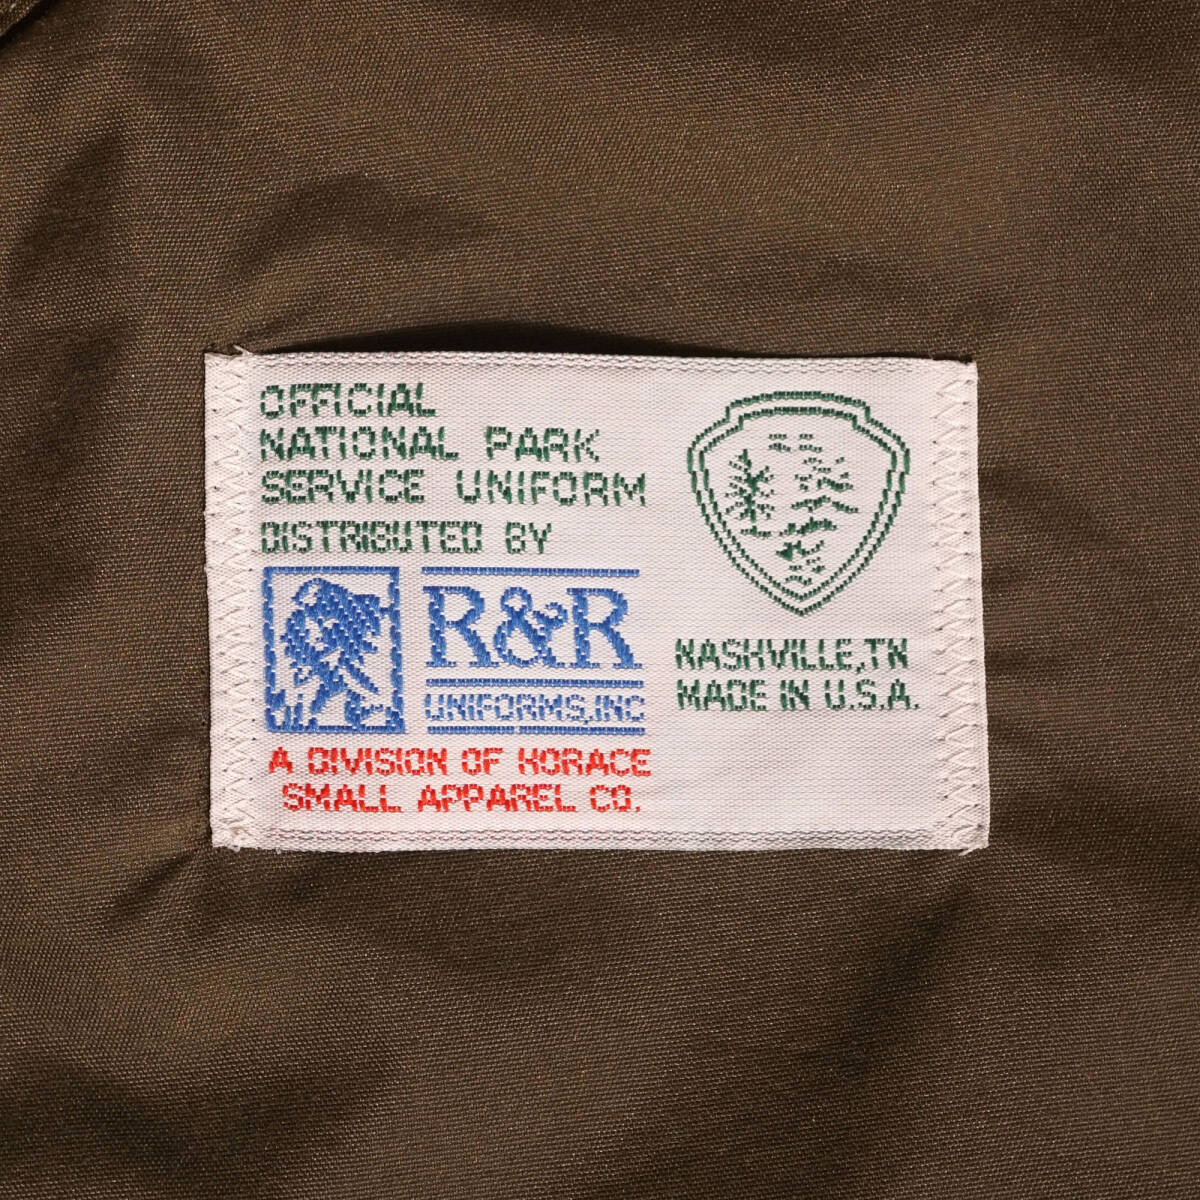 OFFICIAL
NATIONAL PARK
SERVICE UNIFORM
DISTRIBUTED BY
R&R
UNIFORMS,INC
A DIVISION OF HORACE
SMALL APPAREL CO.
NASHVILLE,TN
MADE IN U.S.A.